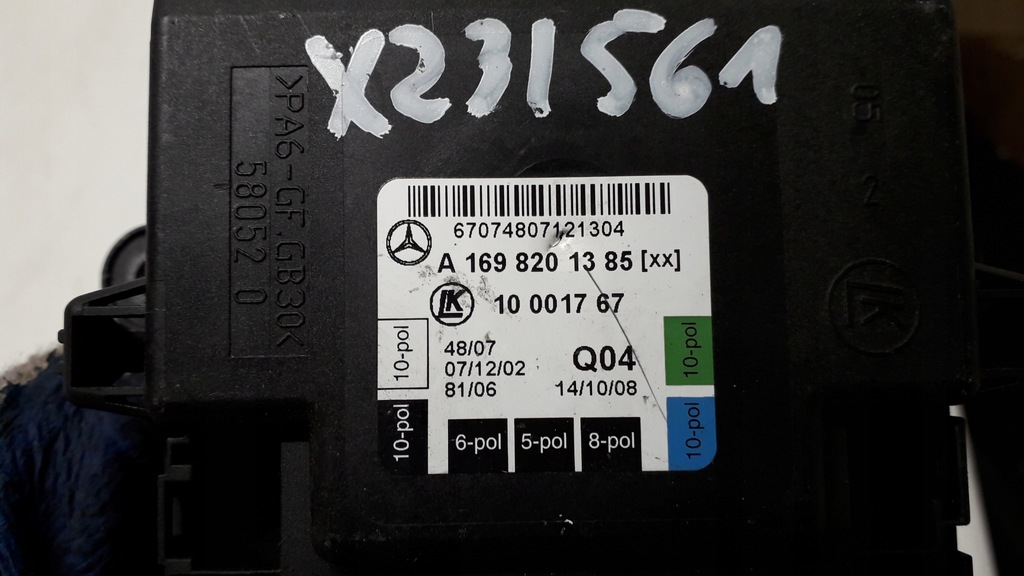 X231561
>PA6-GF.GB30<
58052 0
05
2
67074807121304
A 169 820 13 85 [xx]
LK 10 0017 67
48/07
07/12/02
81/06
Q04
14/10/08
10-pol
10-pol
10-pol
10-pol
6-pol 5-pol 8-pol
LK